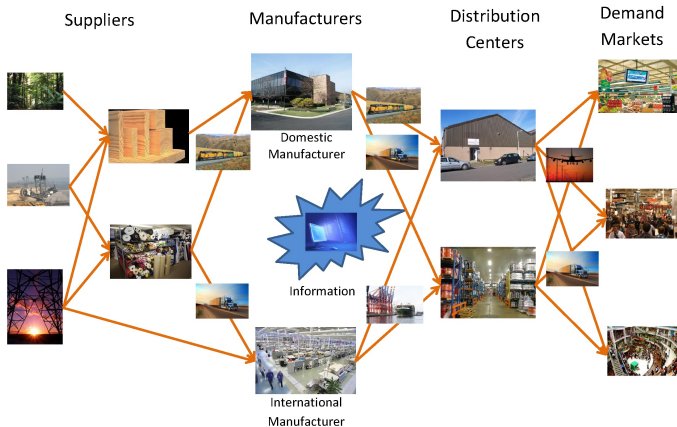 Suppliers
Manufacturers
Distribution
Centers
Demand
Markets
Domestic
Manufacturer
Information
International
Manufacturer